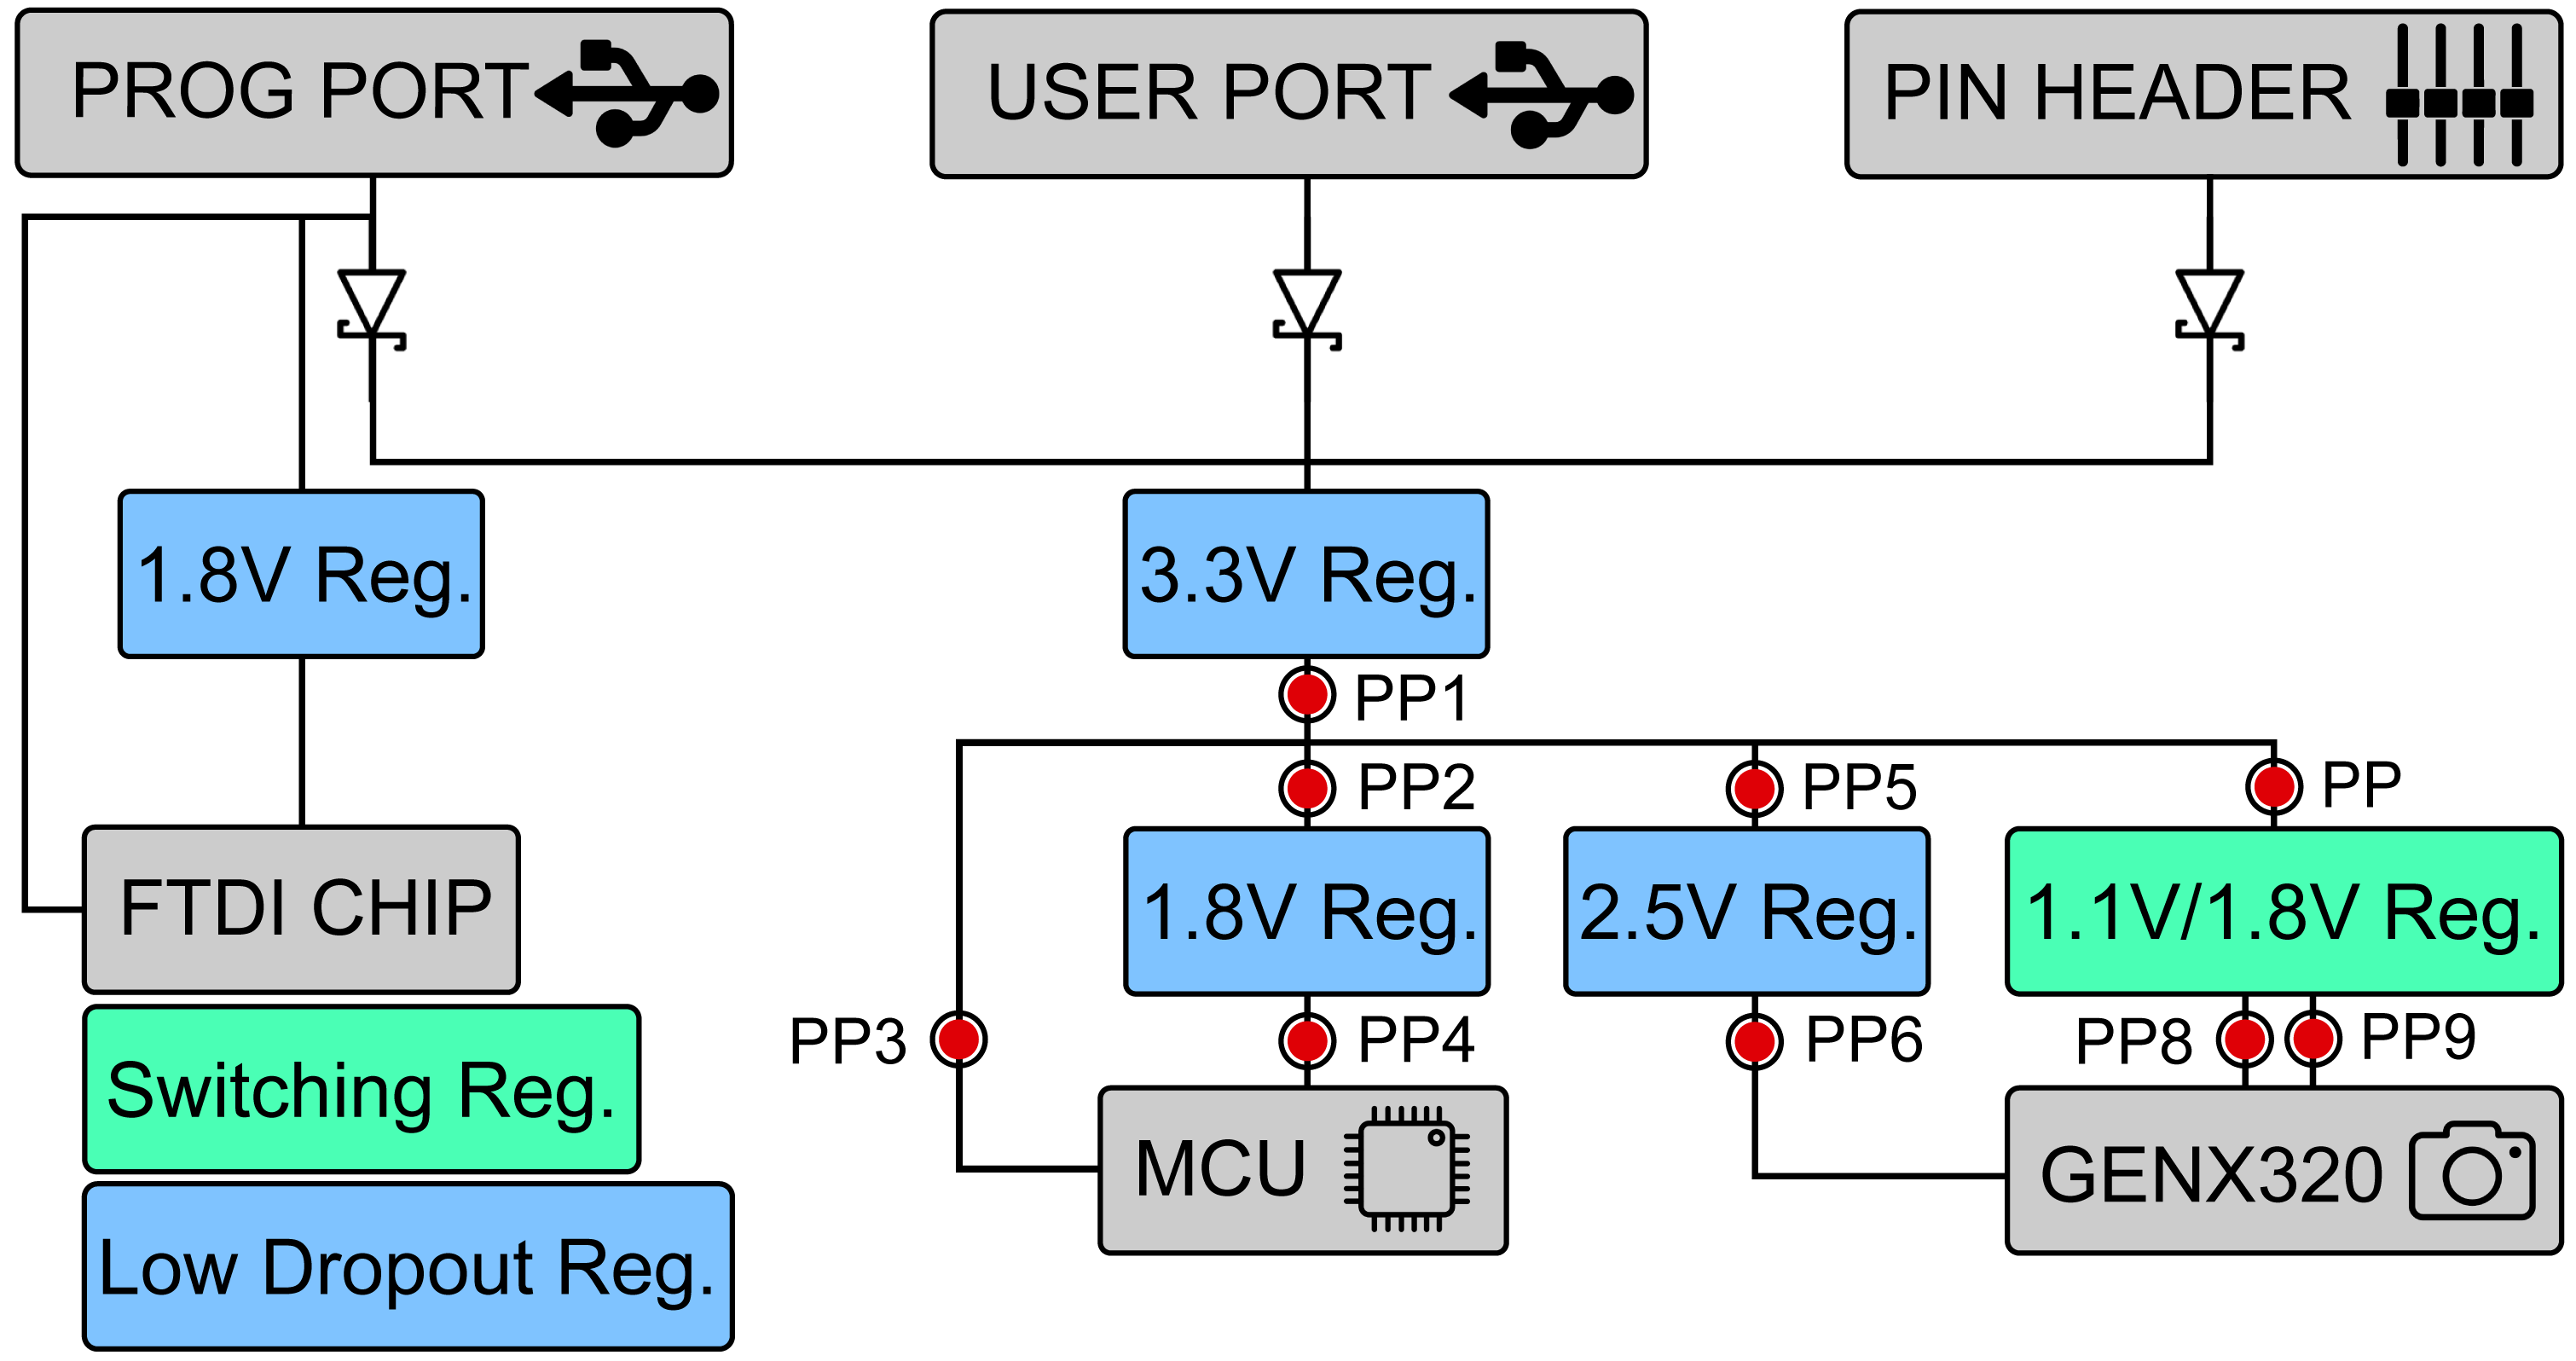 PROG PORT
USER PORT
PIN HEADER
1.8V Reg.
3.3V Reg.
PP1
PP2
PP5
PP
FTDI CHIP
1.8V Reg.
2.5V Reg.
1.1V/1.8V Reg.
PP3
PP4
PP6
PP8
PP9
Switching Reg.
MCU
GENX320
Low Dropout Reg.